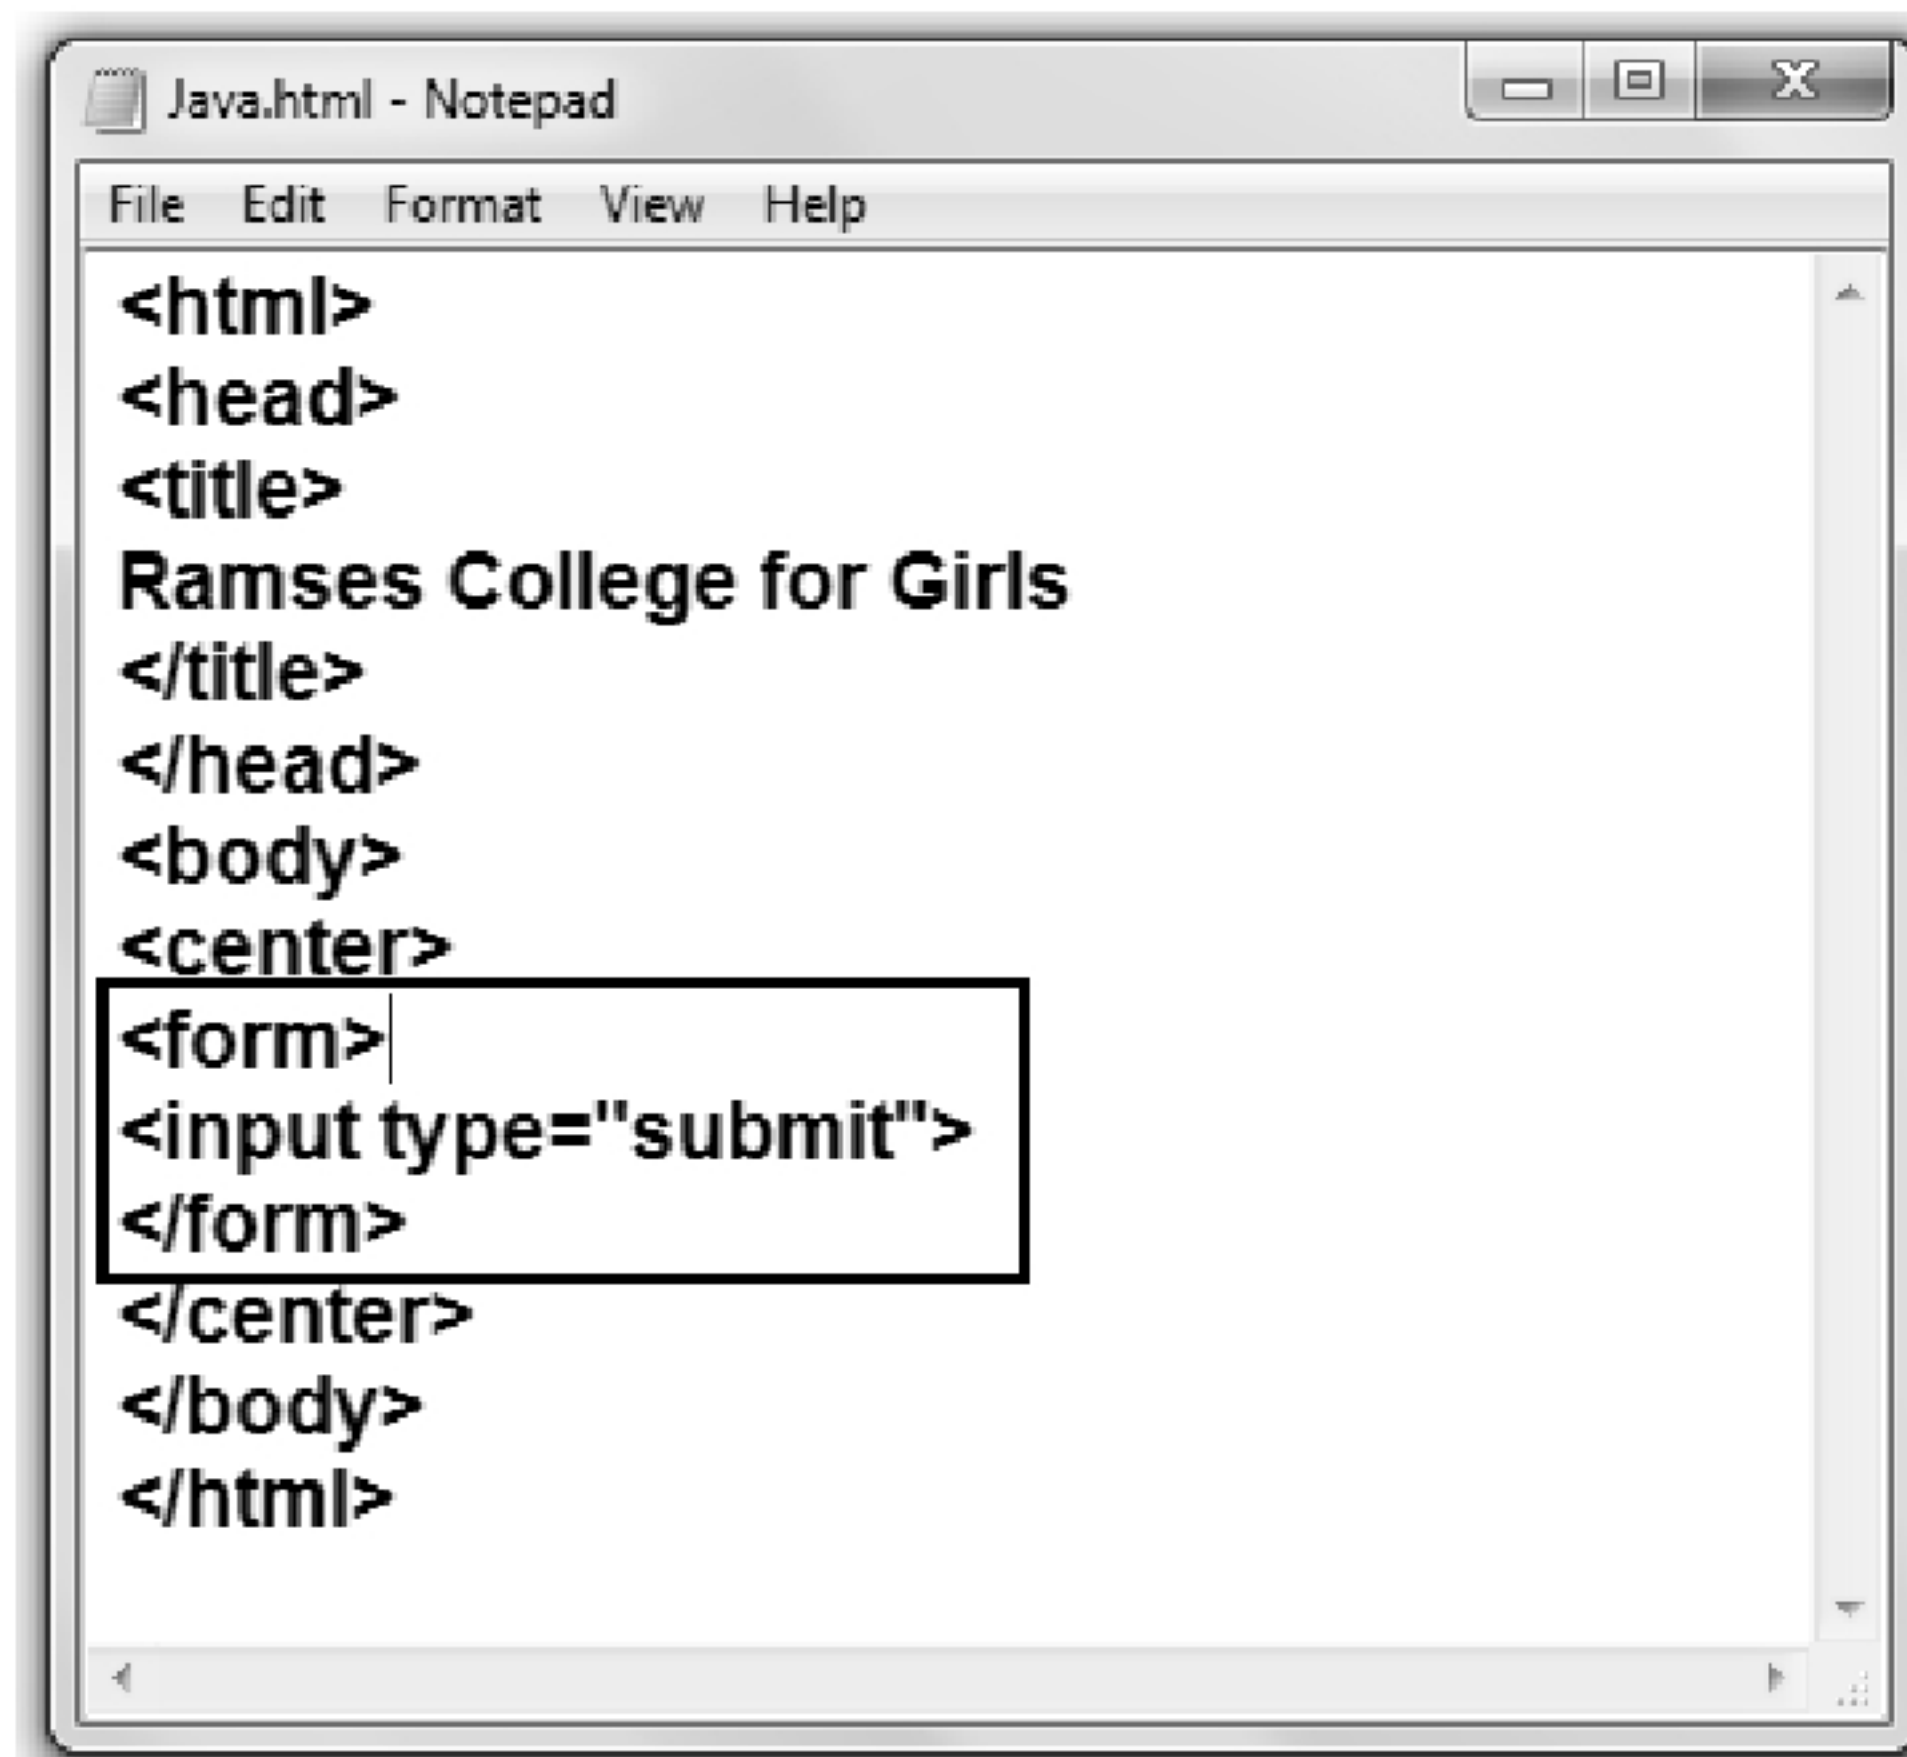 Java.html - Notepad
File Edit Format View Help
<html>
<head>
<title>
Ramses College for Girls
</title>
</head>
<body>
<center>
<form>
<input type="submit">
</form>
</center>
</body>
</html>